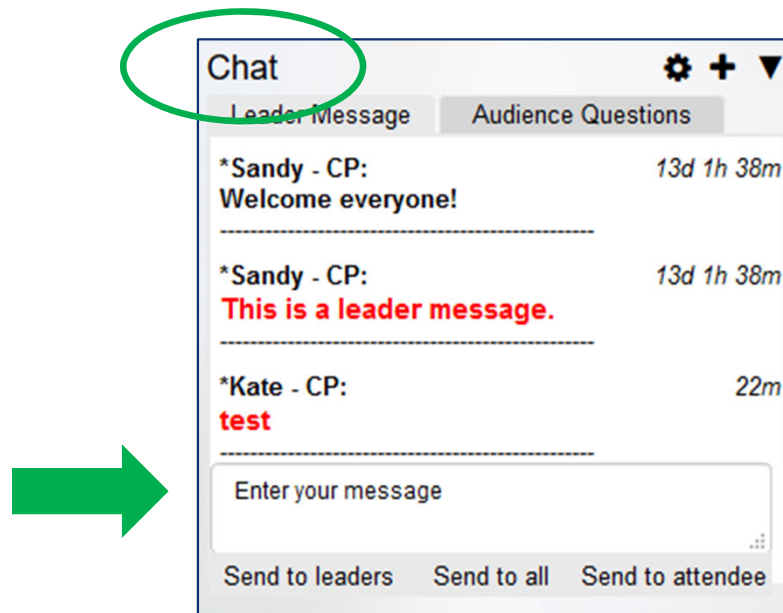 Chat
Leader Message Audience Questions
*Sandy - CP: 13d 1h 38m
Welcome everyone!
--------------------------------------------------
*Sandy - CP: 13d 1h 38m
This is a leader message.
--------------------------------------------------
*Kate - CP: 22m
test
--------------------------------------------------
Enter your message
Send to leaders Send to all Send to attendee